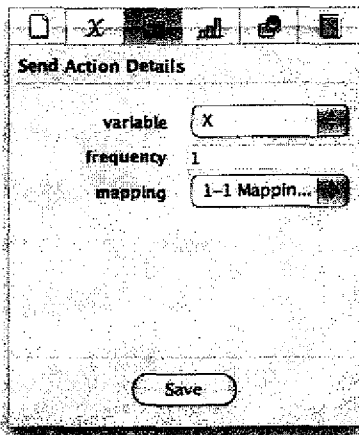 X
Send Action Details
variable X
frequency 1
mapping 1-1 Mappin...
Save